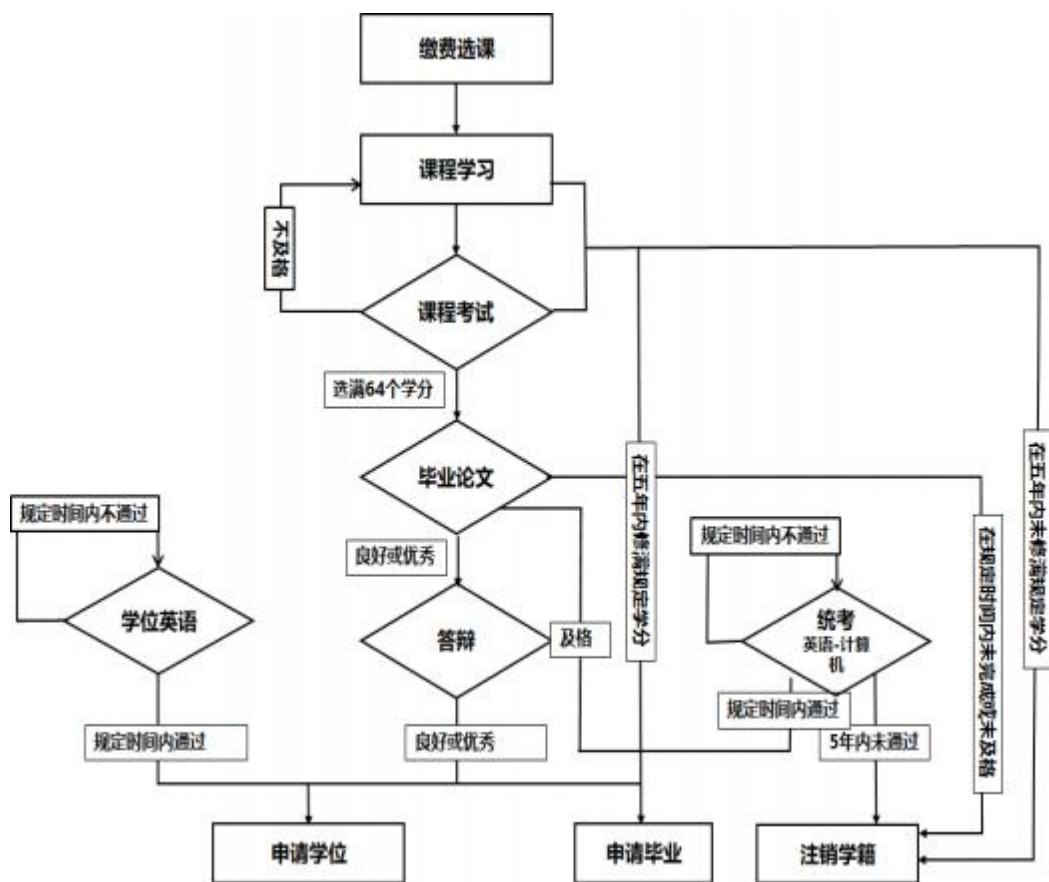 缴费选课
课程学习
不及格
课程考试
选满64个学分
毕业论文
在五年内修满规定学分
在五年内未修满规定学分
规定时间内不通过
良好或优秀
规定时间内不通过
在规定时间内未完成或未及格
学位英语
答辩
及格
统考
英语-计算
机
规定时间内通过
规定时间内通过
良好或优秀
5年内未通过
申请学位
申请毕业
注销学籍